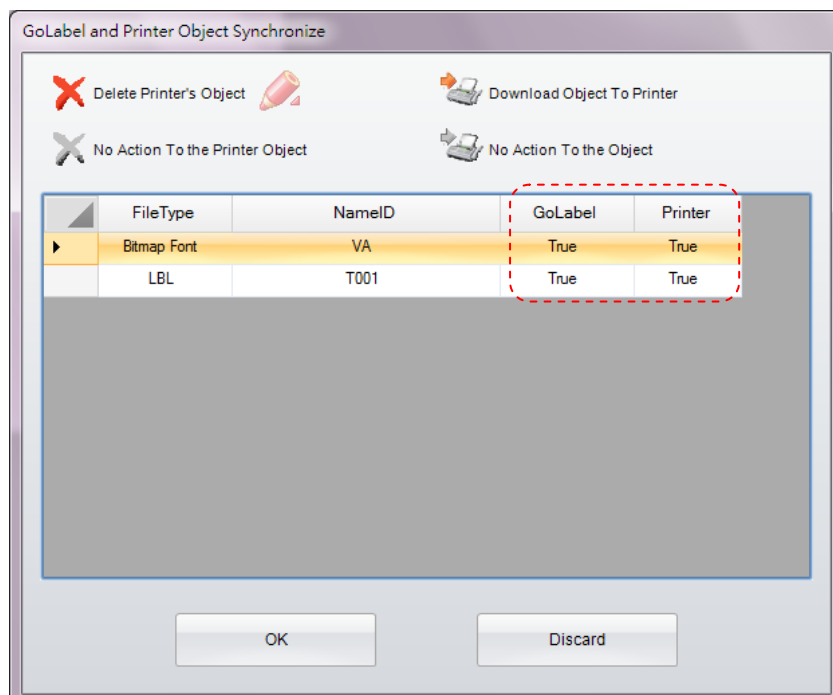 GoLabel and Printer Object Synchronize
Delete Printer's Object Download Object To Printer
No Action To the Printer Object No Action To the Object
FileType NameID GoLabel Printer
Bitmap Font VA True True
LBL T001 True True
OK Discard